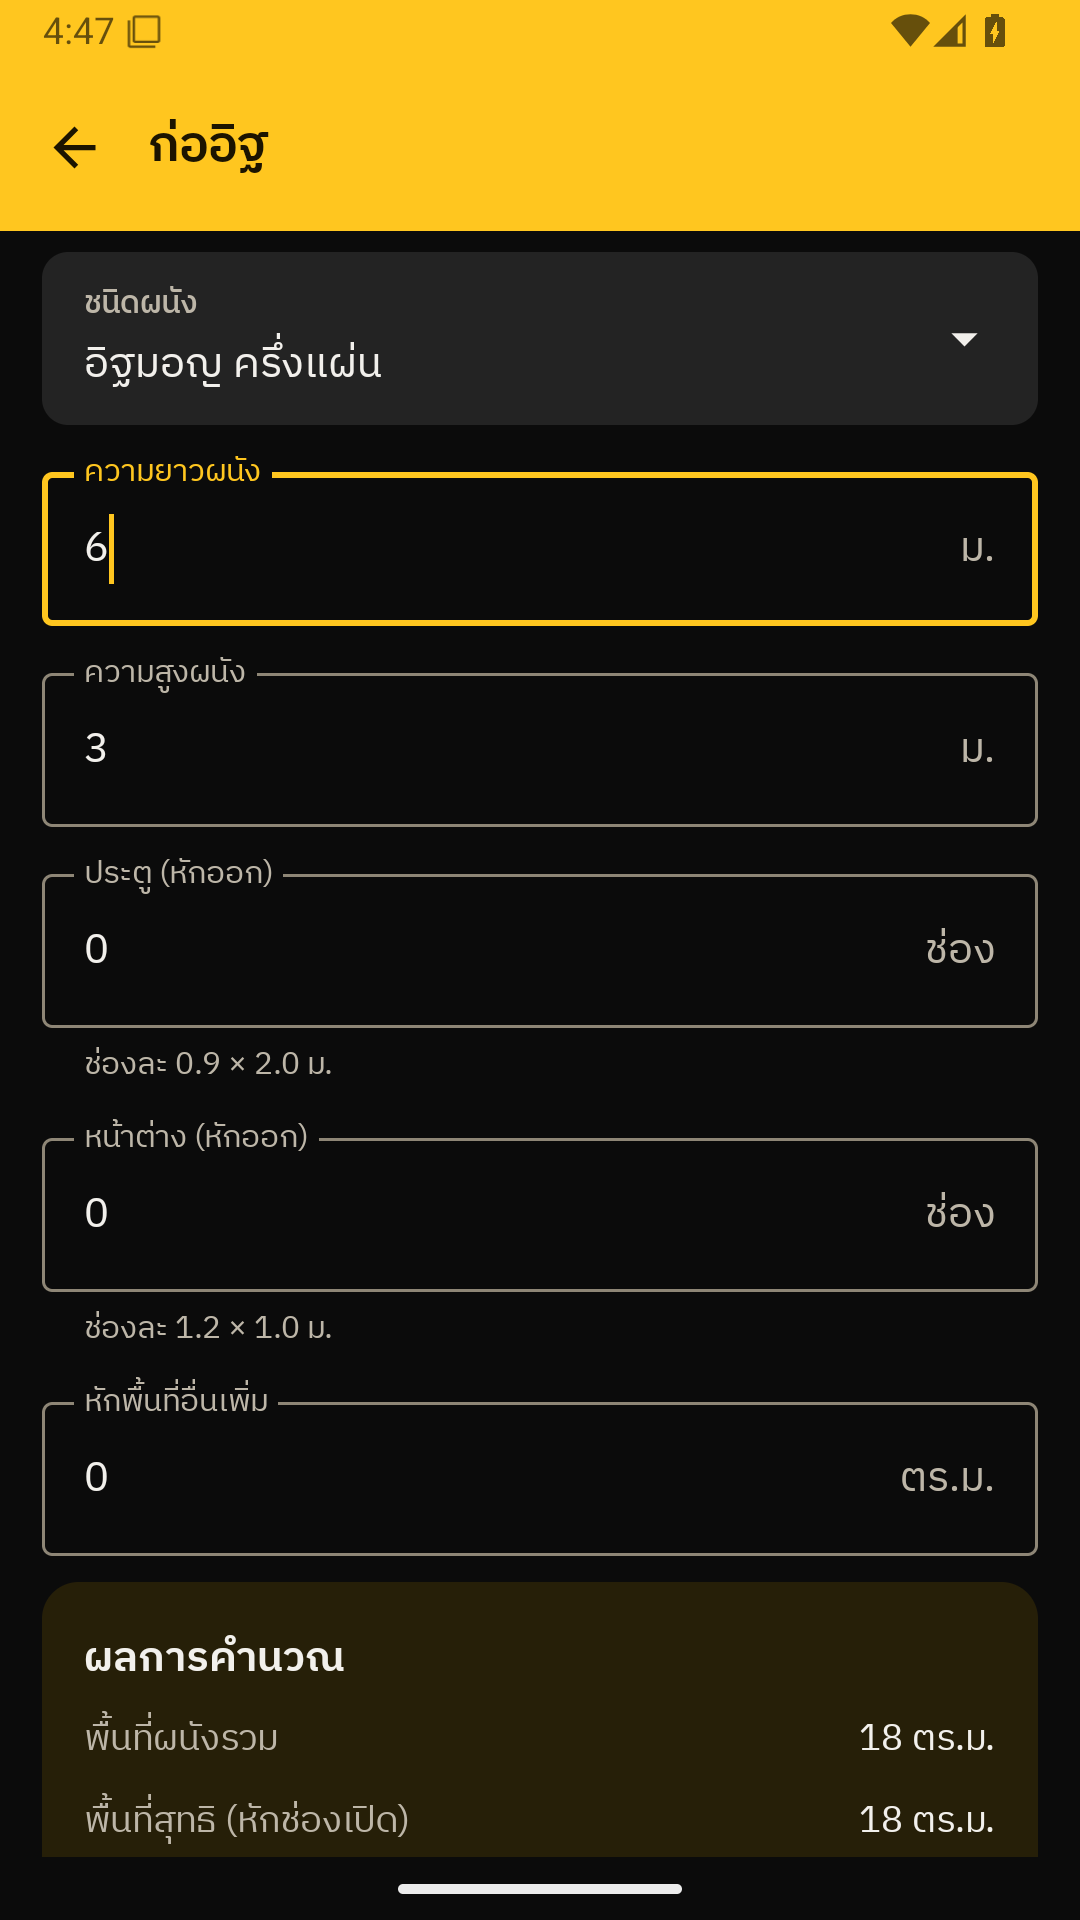 4:47
ก่ออิฐ
ชนิดผนัง
อิฐมอญ ครึ่งแผ่น
ความยาวผนัง
6 ม.
ความสูงผนัง
3 ม.
ประตู (หักออก)
0 ช่อง
ช่องละ 0.9 × 2.0 ม.
หน้าต่าง (หักออก)
0 ช่อง
ช่องละ 1.2 × 1.0 ม.
หักพื้นที่อื่นเพิ่ม
0 ตร.ม.
ผลการคำนวณ
พื้นที่ผนังรวม 18 ตร.ม.
พื้นที่สุทธิ (หักช่องเปิด) 18 ตร.ม.